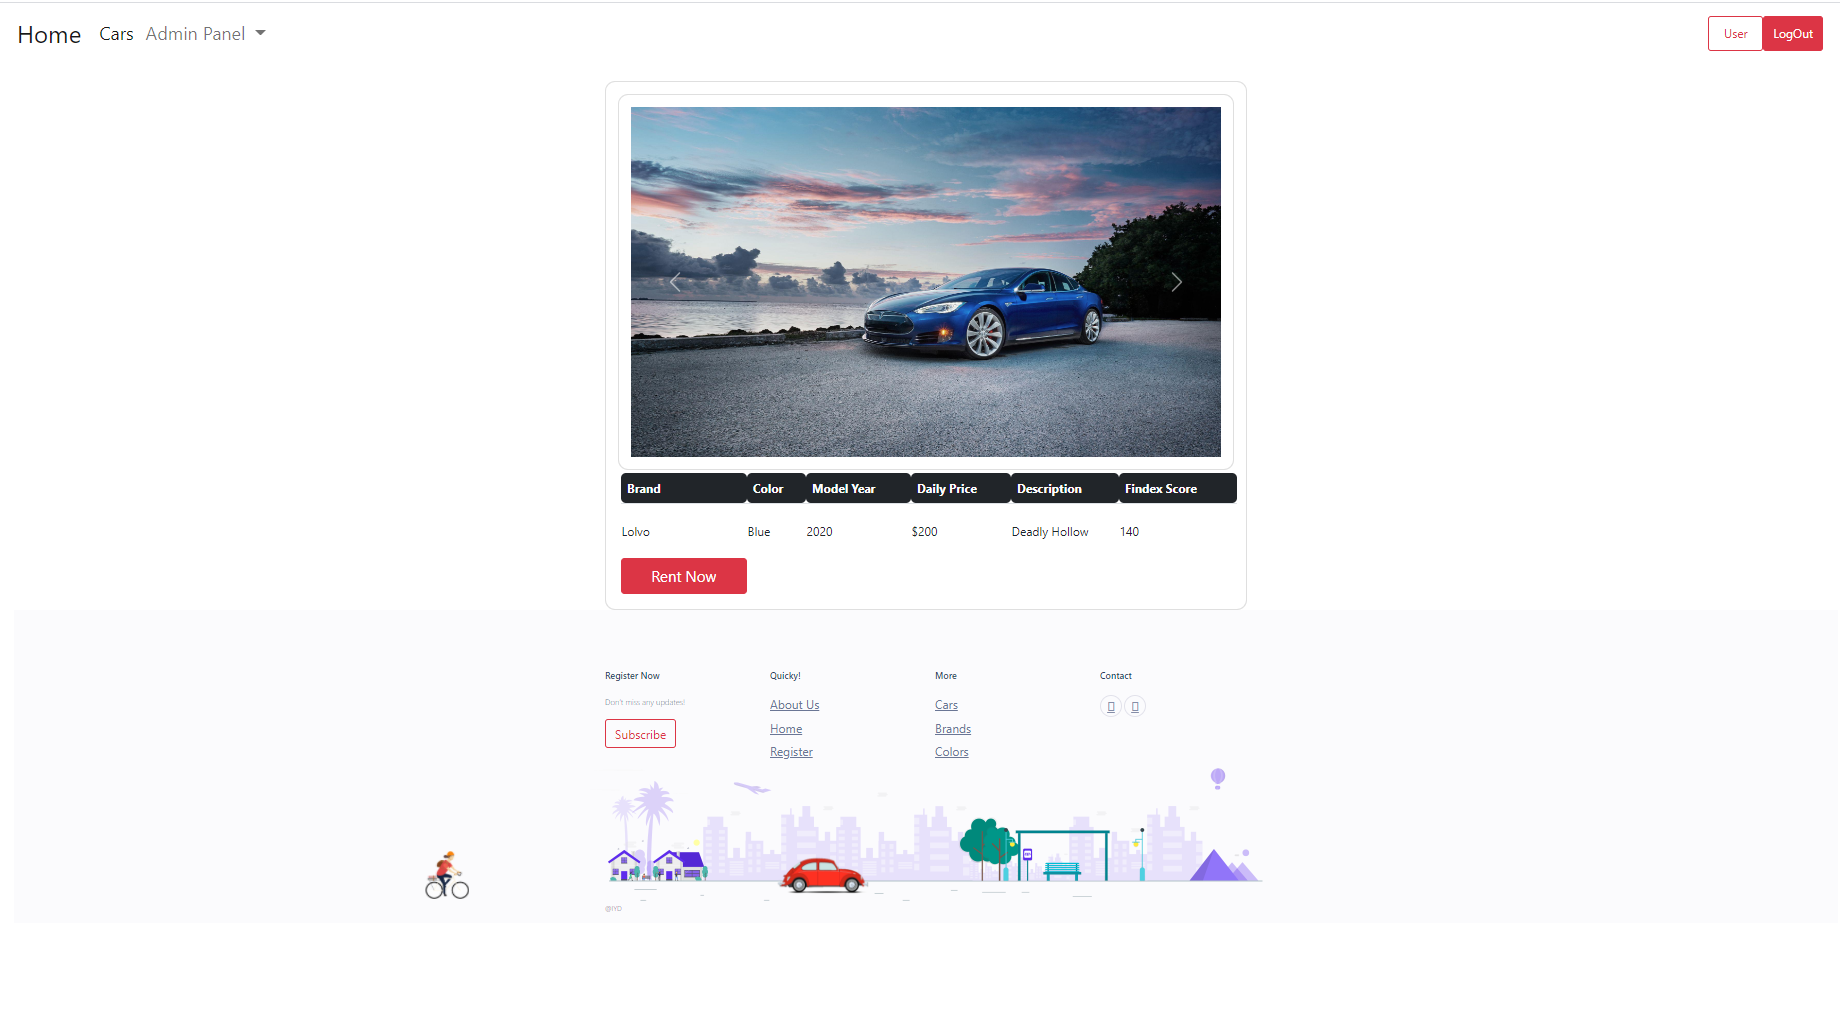 Home Cars Admin Panel User LogOut
Brand Color Model Year Daily Price Description Findex Score
Lolvo Blue 2020 $200 Deadly Hollow 140
Rent Now
Register Now Quicky! More Contact
Don't miss any updates! About Us Cars
Subscribe Home Brands
Register Colors
@IYD